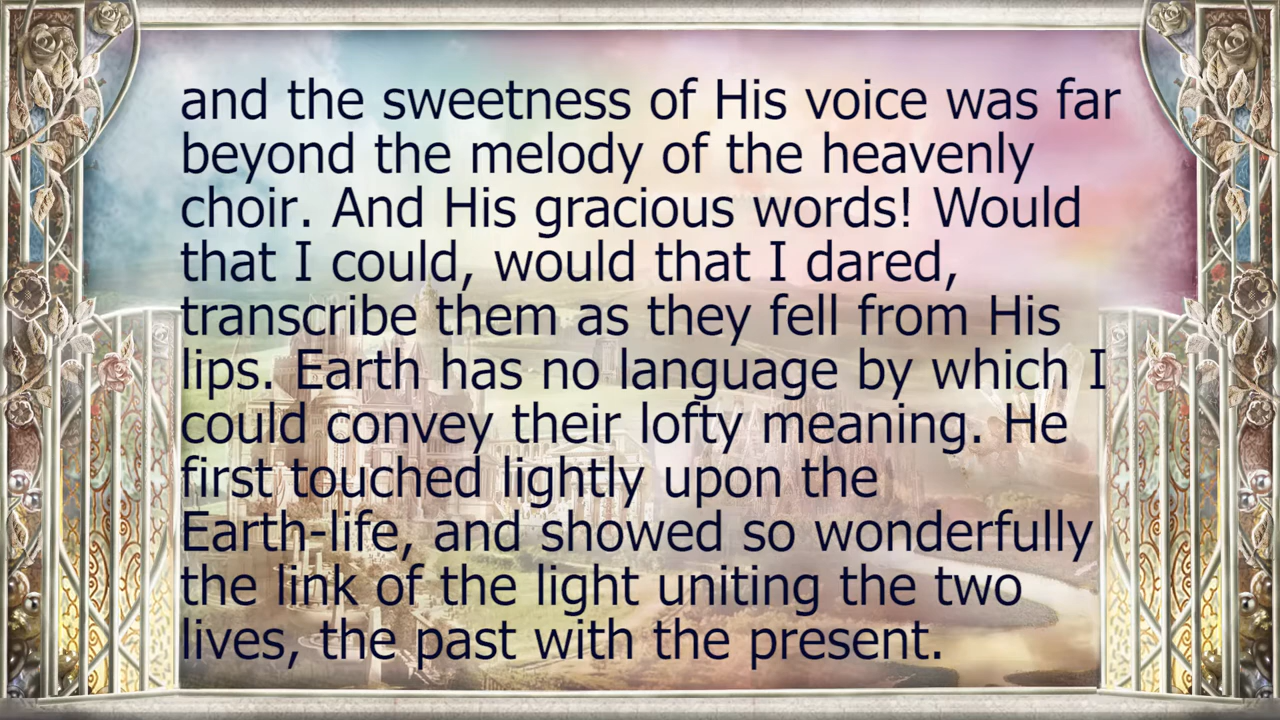 and the sweetness of His voice was far
beyond the melody of the heavenly
choir. And His gracious words! Would
that I could, would that I dared,
transcribe them as they fell from His
lips. Earth has no language by which I
could convey their lofty meaning. He
first touched lightly upon the
Earth-life, and showed so wonderfully
the link of the light uniting the two
lives, the past with the present.